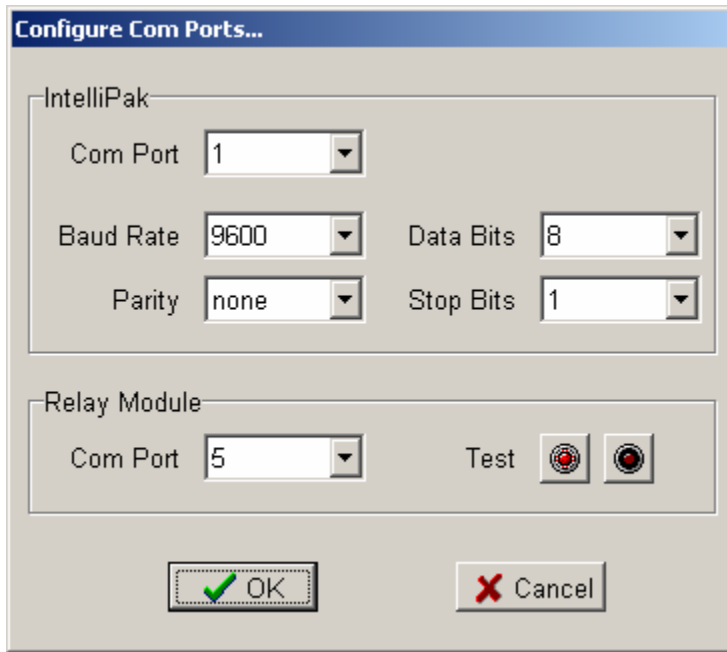 Configure Com Ports...
IntelliPak
Com Port 1
Baud Rate 9600 Data Bits 8
Parity none Stop Bits 1
Relay Module
Com Port 5 Test
OK Cancel